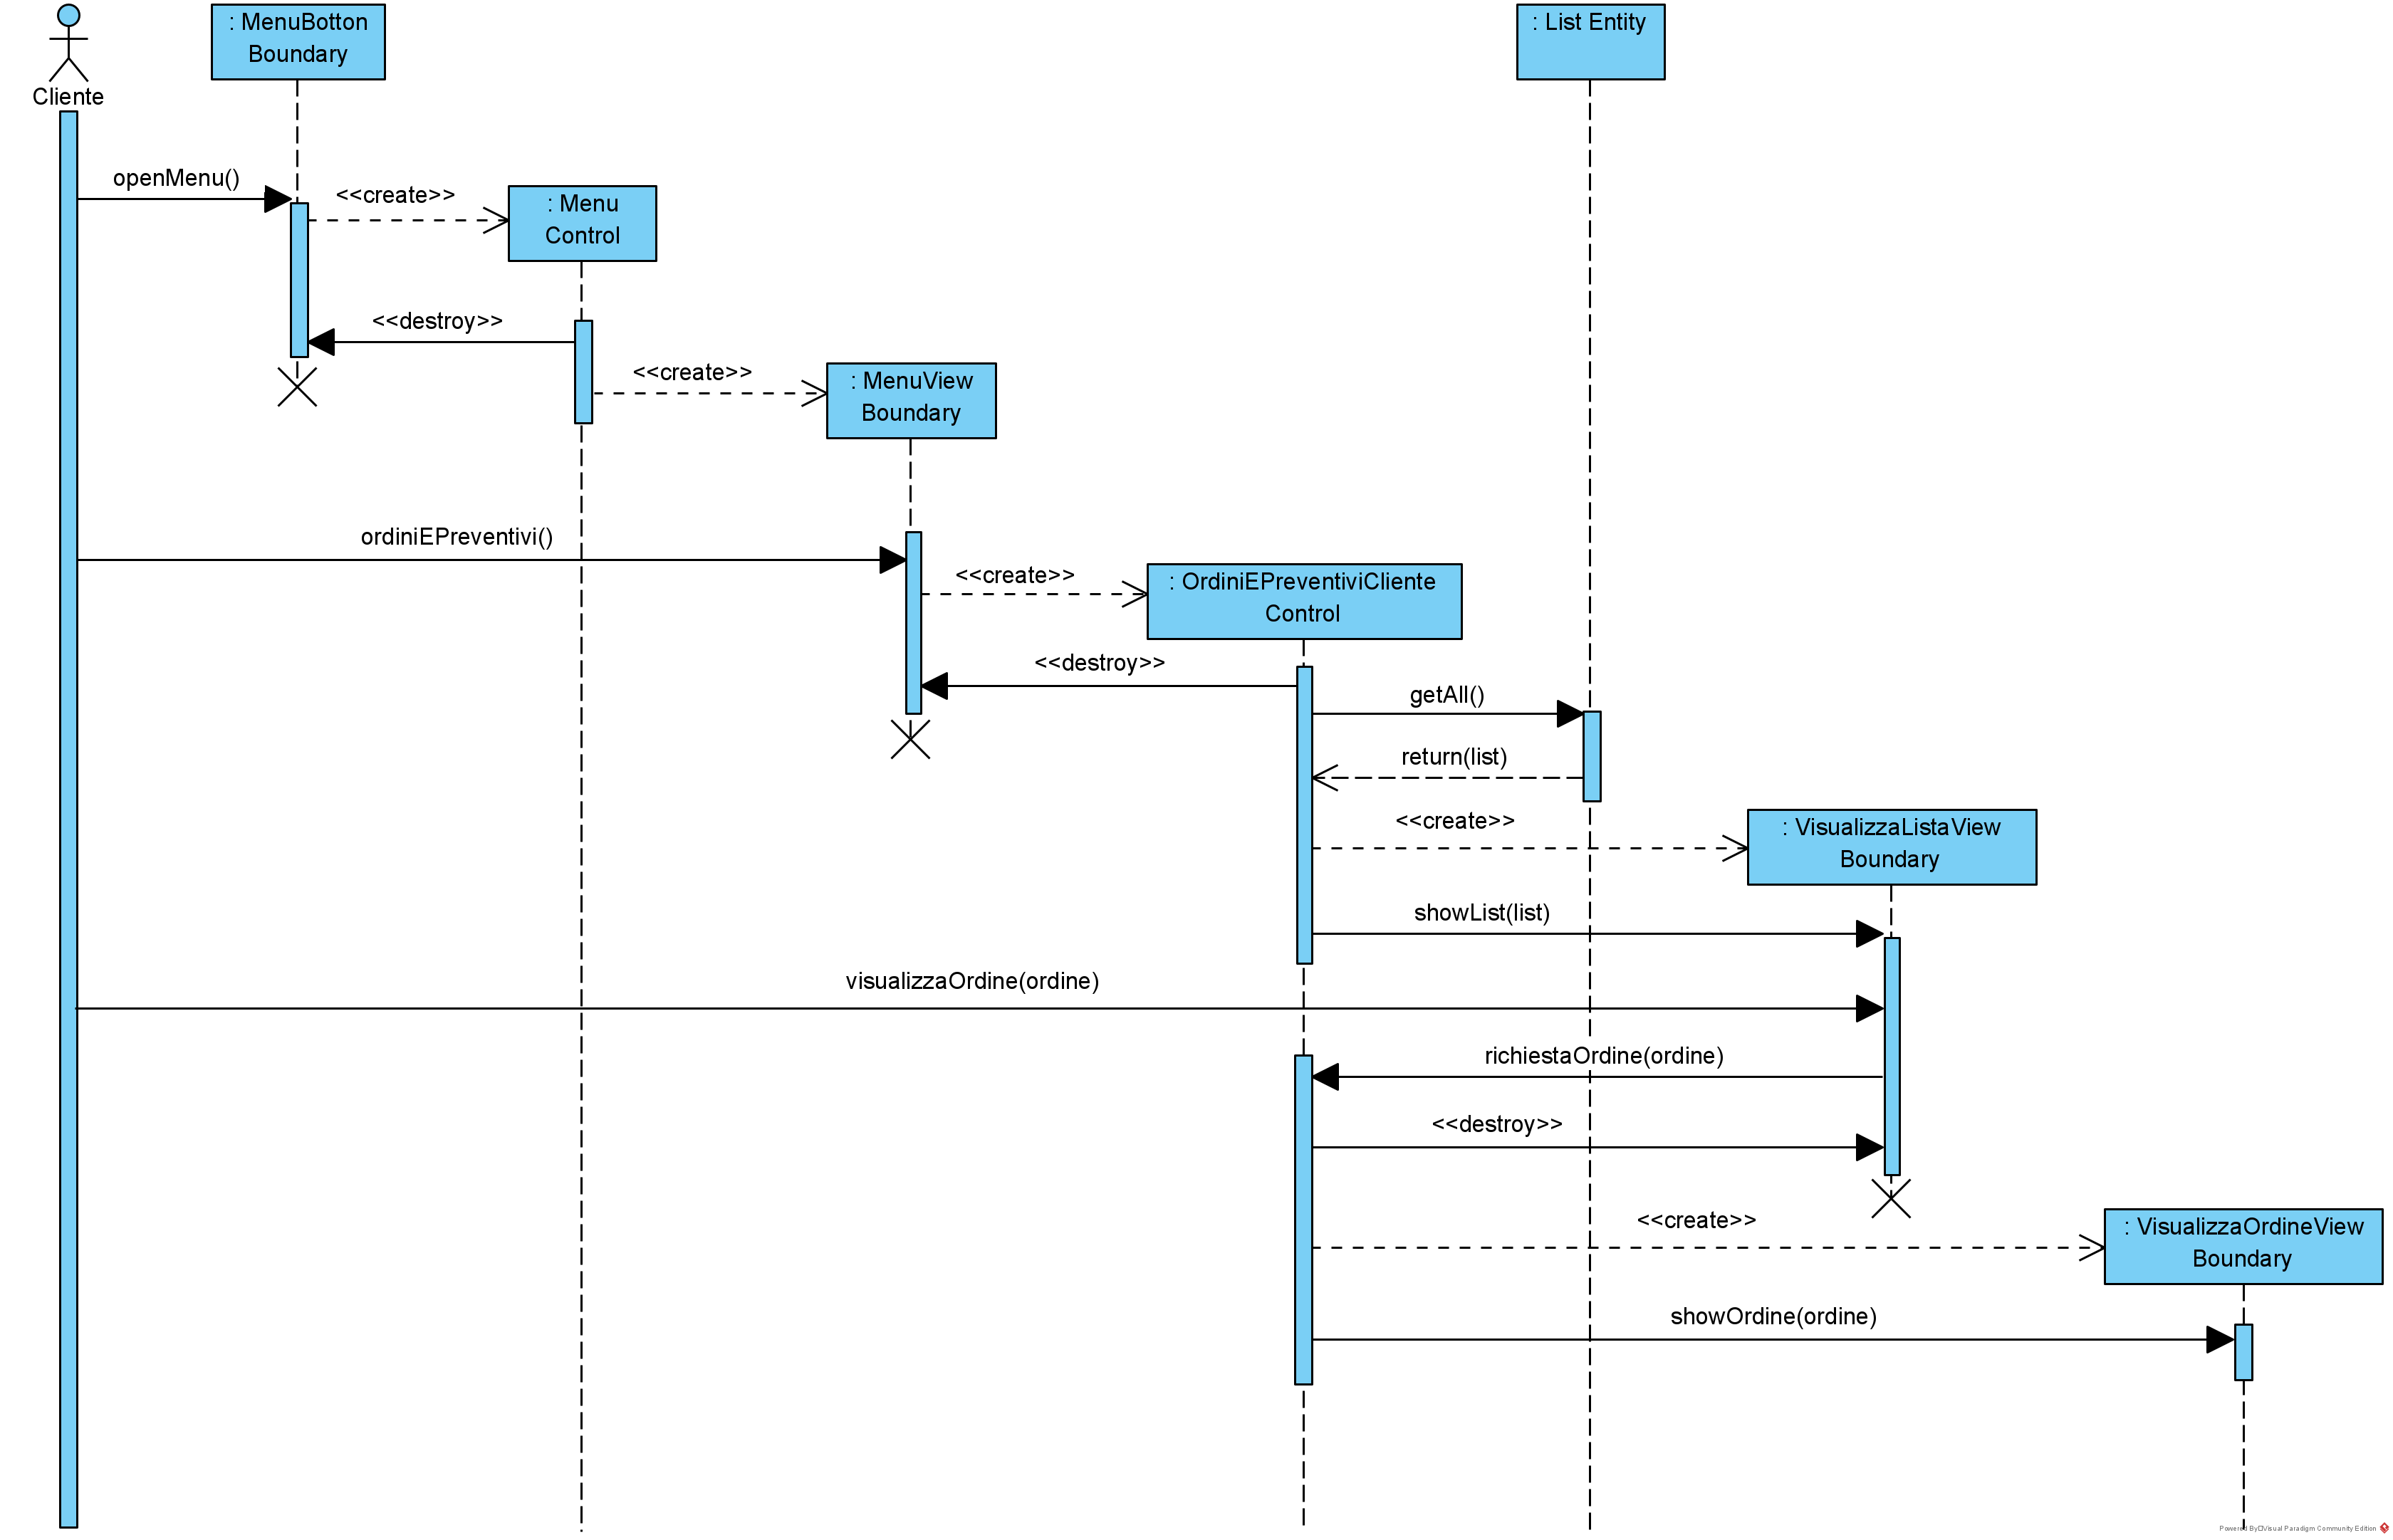 : MenuBotton
Boundary
: List Entity
Cliente
openMenu()
<<create>>
: Menu
Control
<<destroy>>
<<create>>
: MenuView
Boundary
ordiniEPreventivi()
<<create>>
: OrdiniEPreventiviCliente
Control
<<destroy>>
getAll()
return(list)
<<create>>
: VisualizzaListaView
Boundary
showList(list)
visualizzaOrdine(ordine)
richiestaOrdine(ordine)
<<destroy>>
<<create>>
: VisualizzaOrdineView
Boundary
showOrdine(ordine)
Powered By□Visual Paradigm Community Edition